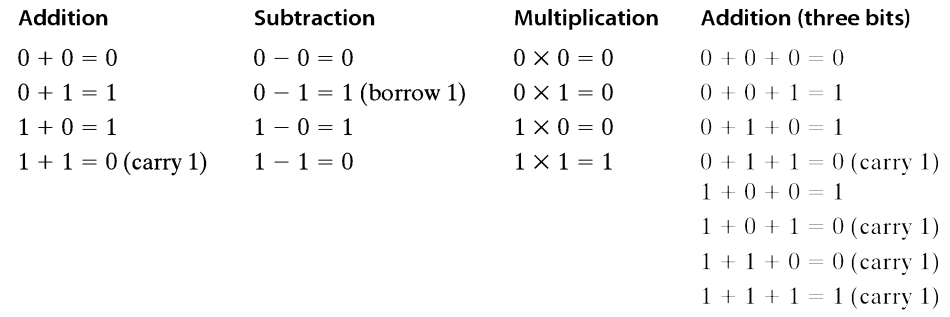 Addition
0 + 0 = 0
0 + 1 = 1
1 + 0 = 1
1 + 1 = 0 (carry 1)
Subtraction
0 − 0 = 0
0 − 1 = 1 (borrow 1)
1 − 0 = 1
1 − 1 = 0
Multiplication
0 × 0 = 0
0 × 1 = 0
1 × 0 = 0
1 × 1 = 1
Addition (three bits)
0 + 0 + 0 = 0
0 + 0 + 1 = 1
0 + 1 + 0 = 1
0 + 1 + 1 = 0 (carry 1)
1 + 0 + 0 = 1
1 + 0 + 1 = 0 (carry 1)
1 + 1 + 0 = 0 (carry 1)
1 + 1 + 1 = 1 (carry 1)